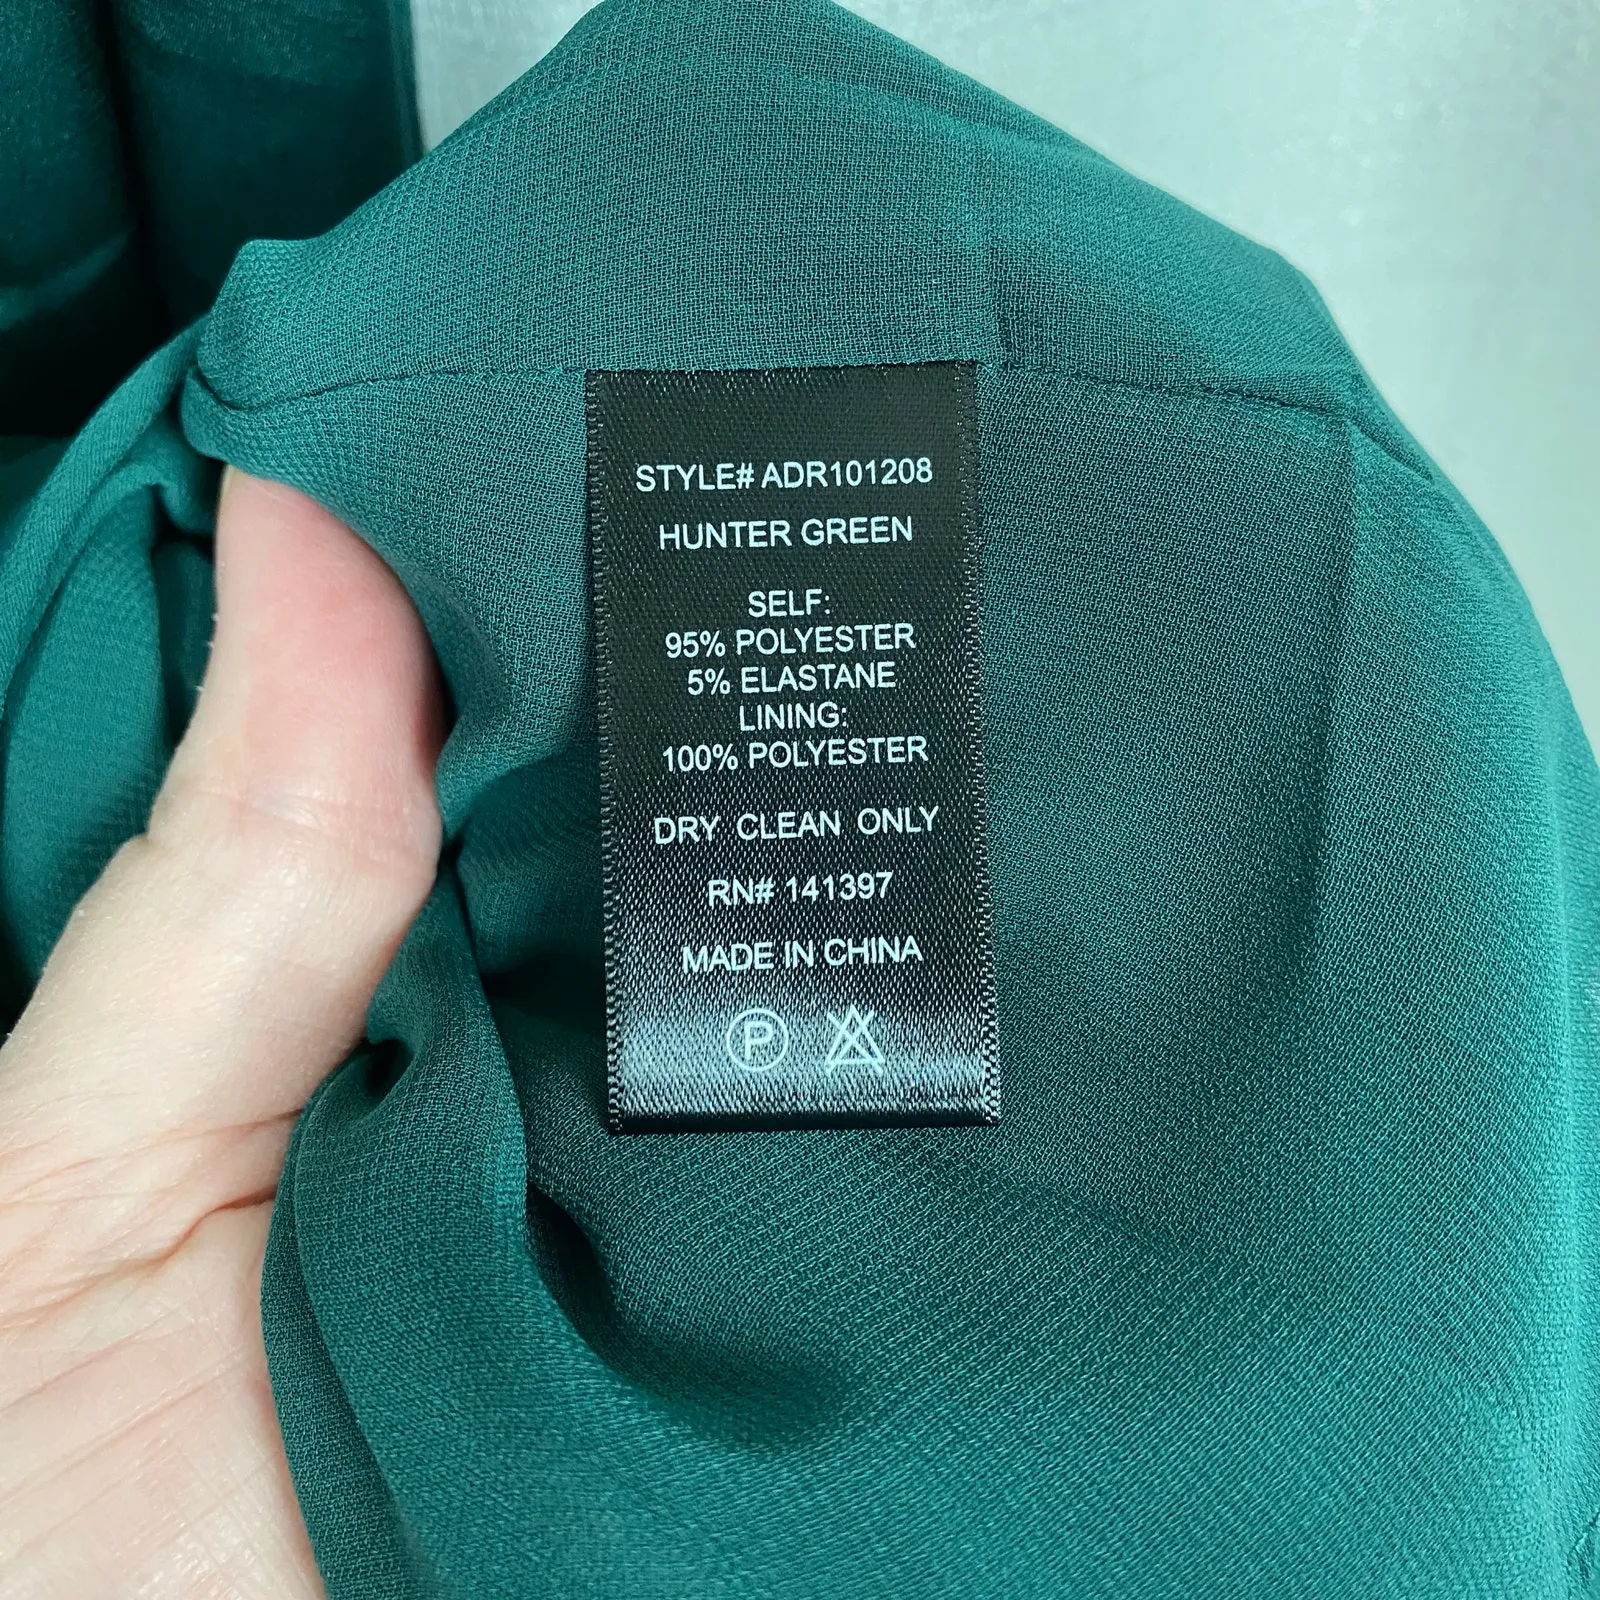 STYLE# ADR101208
HUNTER GREEN
SELF:
95% POLYESTER
5% ELASTANE
LINING:
100% POLYESTER
DRY CLEAN ONLY
RN# 141397
MADE IN CHINA
P